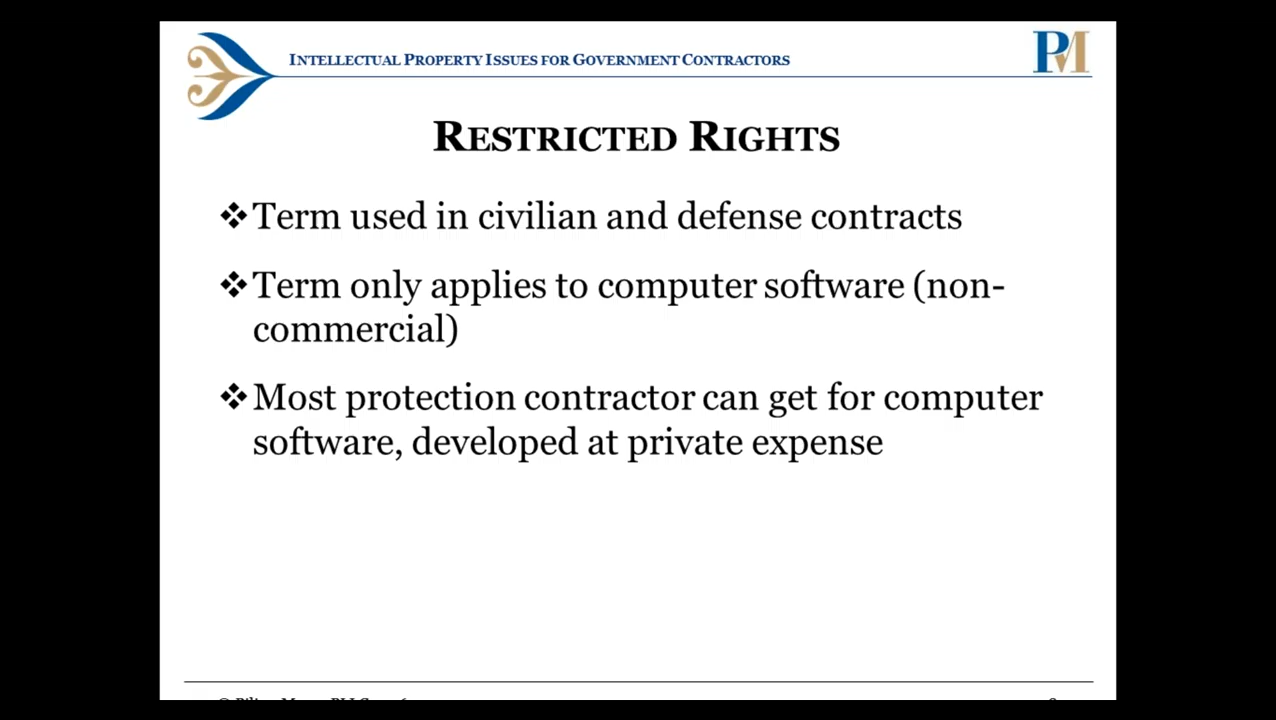 INTELLECTUAL PROPERTY ISSUES FOR GOVERNMENT CONTRACTORS
PM
RESTRICTED RIGHTS
❖Term used in civilian and defense contracts
❖Term only applies to computer software (non-
commercial)
❖Most protection contractor can get for computer
software, developed at private expense